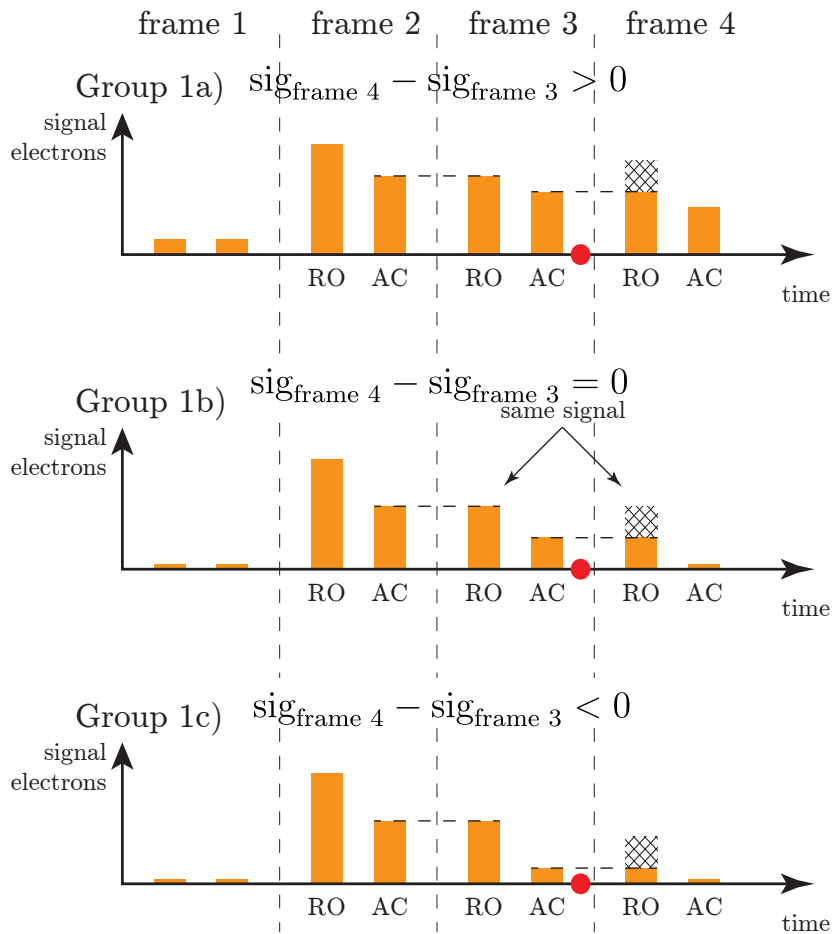 frame 1 frame 2 frame 3 frame 4
Group 1a) sig_frame 4 − sig_frame 3 > 0
signal
electrons
RO AC RO AC RO AC
time
Group 1b) sig_frame 4 − sig_frame 3 = 0
same signal
signal
electrons
RO AC RO AC RO AC
time
Group 1c) sig_frame 4 − sig_frame 3 < 0
signal
electrons
RO AC RO AC RO AC
time